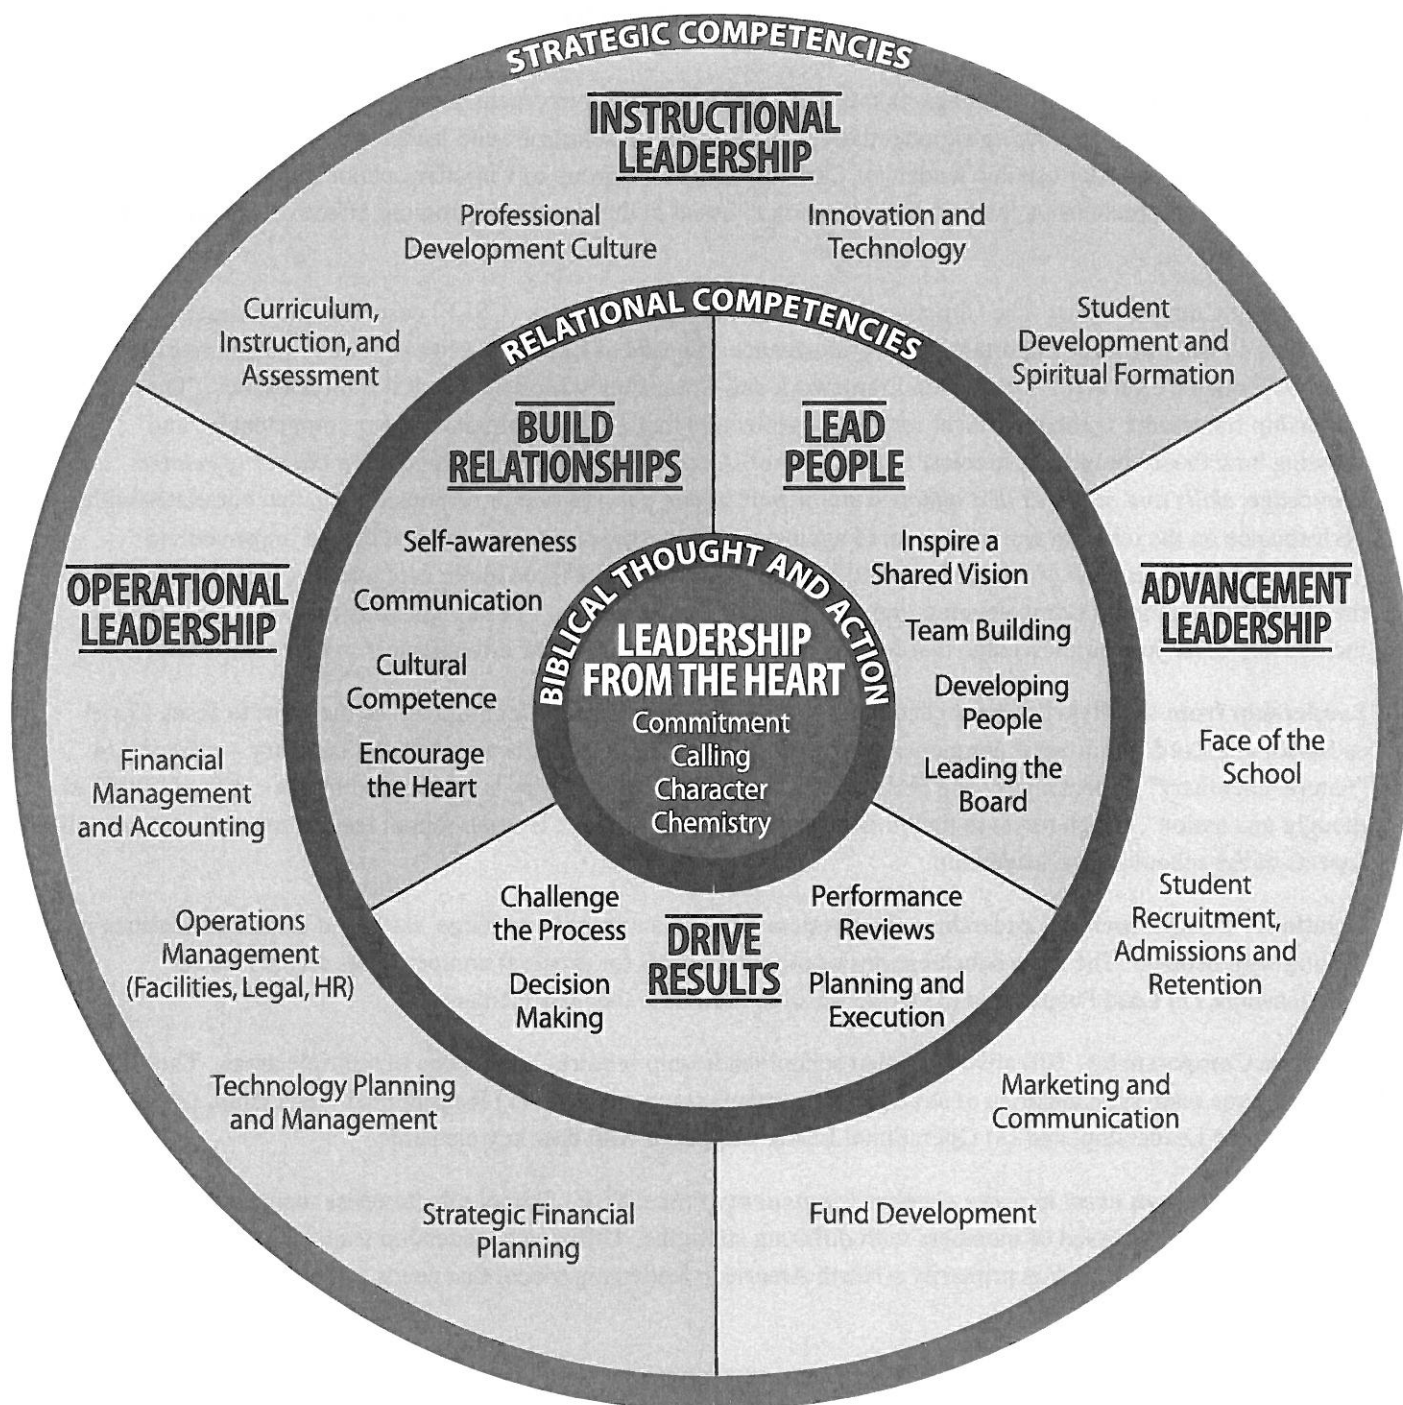 STRATEGIC COMPETENCIES
INSTRUCTIONAL
LEADERSHIP
Professional
Development Culture
Innovation and
Technology
Curriculum,
Instruction, and
Assessment
Student
Development and
Spiritual Formation
RELATIONAL COMPETENCIES
BUILD
RELATIONSHIPS
Self-awareness
Communication
Cultural
Competence
Encourage
the Heart
LEAD
PEOPLE
Inspire a
Shared Vision
Team Building
Developing
People
Leading the
Board
BIBLICAL THOUGHT AND ACTION
LEADERSHIP
FROM THE HEART
Commitment
Calling
Character
Chemistry
DRIVE
RESULTS
Challenge
the Process
Decision
Making
Performance
Reviews
Planning and
Execution
OPERATIONAL
LEADERSHIP
Financial
Management
and Accounting
Operations
Management
(Facilities, Legal, HR)
Technology Planning
and Management
Strategic Financial
Planning
ADVANCEMENT
LEADERSHIP
Face of the
School
Student
Recruitment,
Admissions and
Retention
Marketing and
Communication
Fund Development